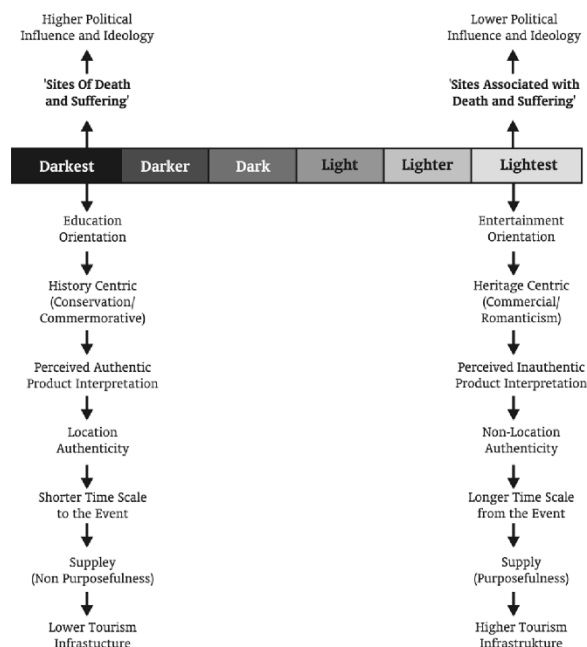 Higher Political
Influence and Ideology
Lower Political
Influence and Ideology
'Sites Of Death
and Suffering'
'Sites Associated with
Death and Suffering'
Darkest Darker Dark Light Lighter Lightest
Education
Orientation
Entertainment
Orientation
History Centric
(Conservation/
Commermorative)
Heritage Centric
(Commercial/
Romanticism)
Perceived Authentic
Product Interpretation
Perceived Inauthentic
Product Interpretation
Location
Authenticity
Non-Location
Authenticity
Shorter Time Scale
to the Event
Longer Time Scale
from the Event
Suppley
(Non Purposefulness)
Supply
(Purposefulness)
Lower Tourism
Infrastucture
Higher Tourism
Infrastrukture